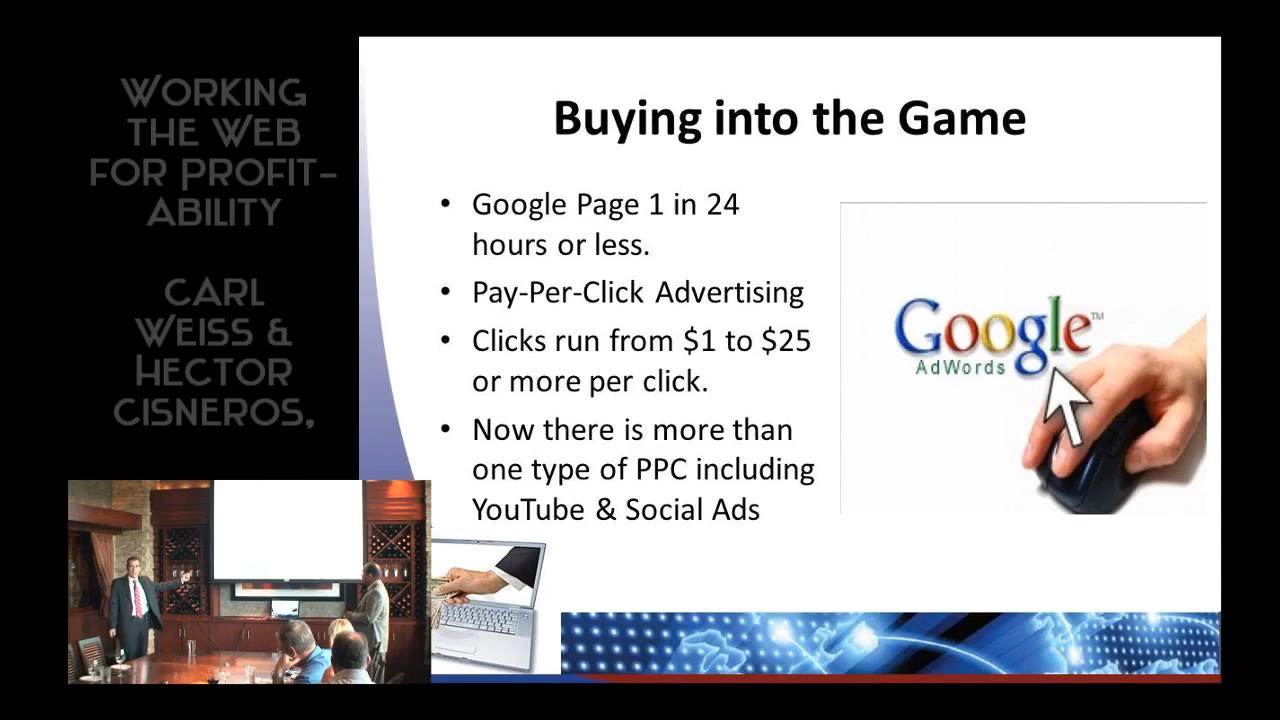 WORKING
THE WEB
FOR PROFIT-
ABILITY
CARL
WEISS &
HECTOR
CISNEROS,
Buying into the Game
• Google Page 1 in 24
hours or less.
• Pay-Per-Click Advertising
• Clicks run from $1 to $25
or more per click.
• Now there is more than
one type of PPC including
YouTube & Social Ads
Google™
AdWords